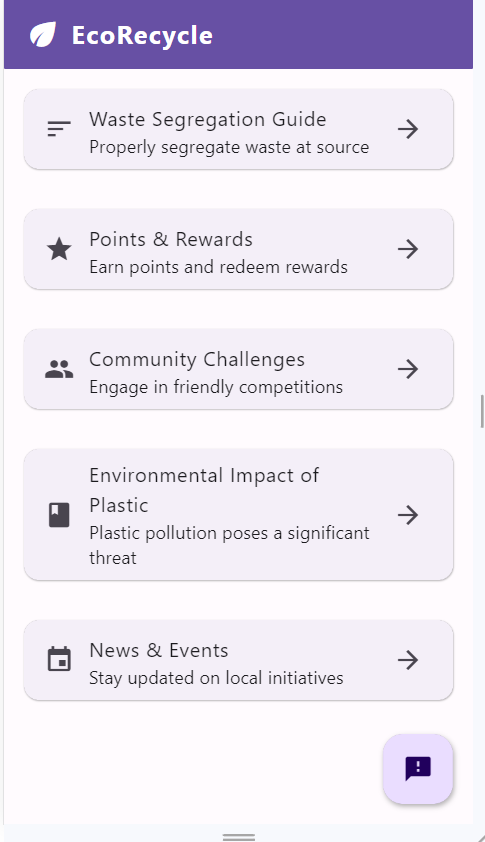 EcoRecycle
Waste Segregation Guide
Properly segregate waste at source
Points & Rewards
Earn points and redeem rewards
Community Challenges
Engage in friendly competitions
Environmental Impact of
Plastic
Plastic pollution poses a significant
threat
News & Events
Stay updated on local initiatives